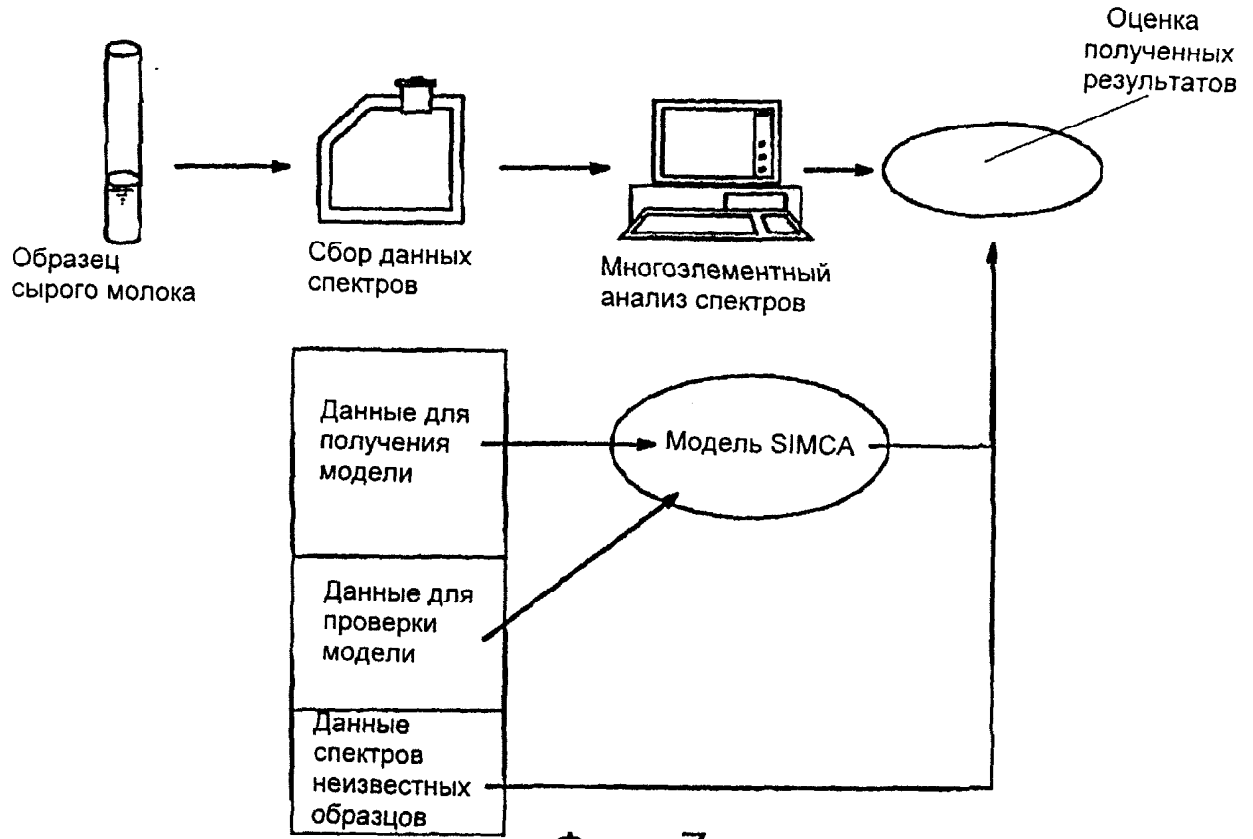 Оценка
полученных
результатов
Образец
сырого молока
Сбор данных
спектров
Многоэлементный
анализ спектров
Данные для
получения
модели
Модель SIMCA
Данные для
проверки
модели
Данные
спектров
неизвестных
образцов